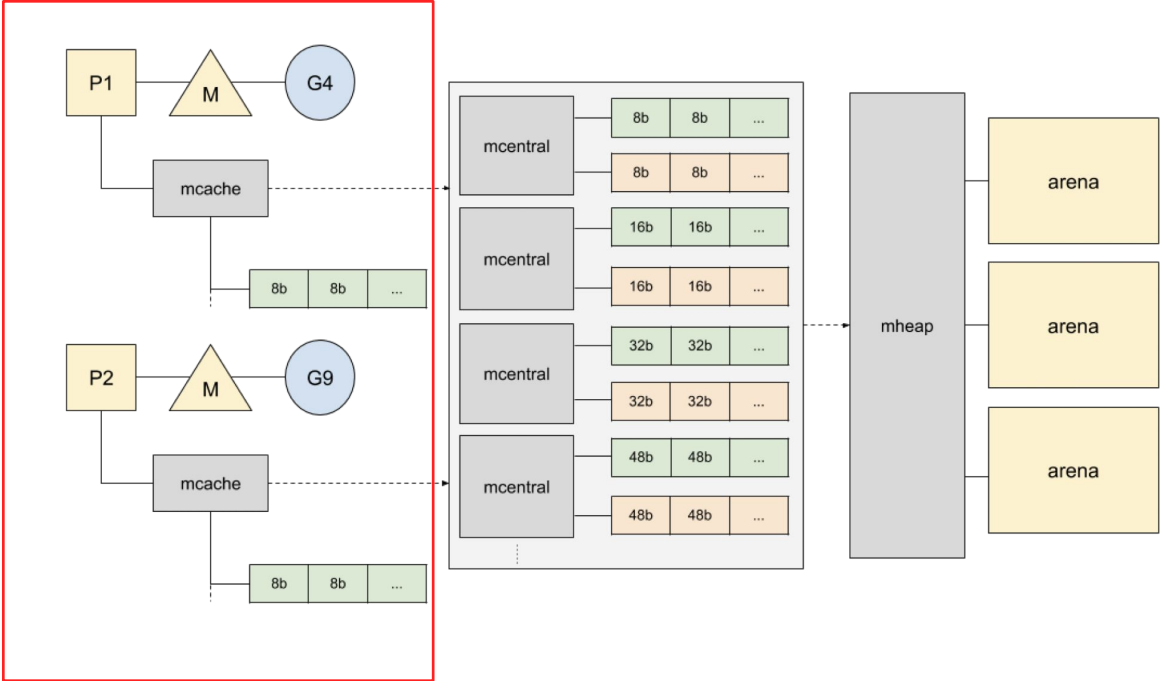 P1 M G4
mcache
8b 8b ...
P2 M G9
mcache
8b 8b ...
mcentral
8b 8b ...
8b 8b ...
mcentral
16b 16b ...
16b 16b ...
mcentral
32b 32b ...
32b 32b ...
mcentral
48b 48b ...
48b 48b ...
mheap
arena
arena
arena